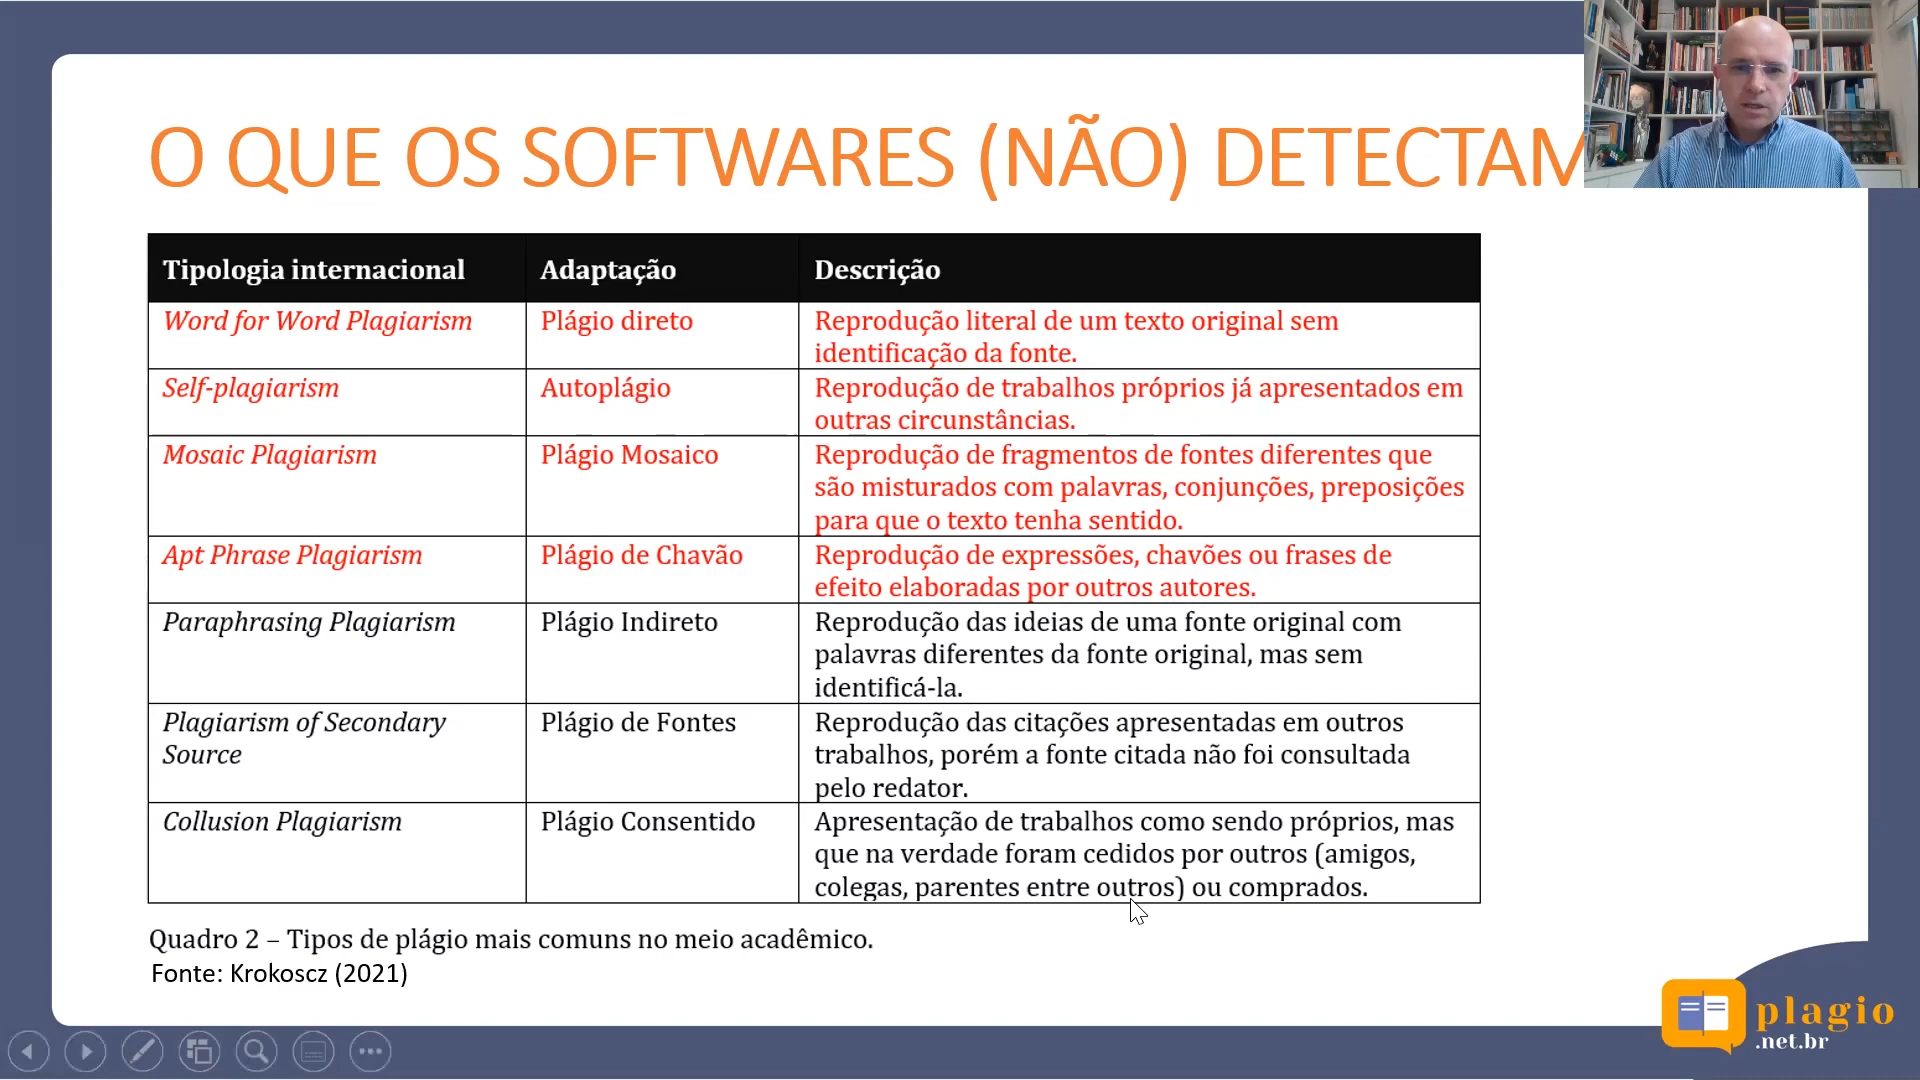 O QUE OS SOFTWARES (NÃO) DETECTAM
Tipologia internacional Adaptação Descrição
Word for Word Plagiarism Plágio direto Reprodução literal de um texto original sem
identificação da fonte.
Self-plagiarism Autoplágio Reprodução de trabalhos próprios já apresentados em
outras circunstâncias.
Mosaic Plagiarism Plágio Mosaico Reprodução de fragmentos de fontes diferentes que
são misturados com palavras, conjunções, preposições
para que o texto tenha sentido.
Apt Phrase Plagiarism Plágio de Chavão Reprodução de expressões, chavões ou frases de
efeito elaboradas por outros autores.
Paraphrasing Plagiarism Plágio Indireto Reprodução das ideias de uma fonte original com
palavras diferentes da fonte original, mas sem
identificá-la.
Plagiarism of Secondary Plágio de Fontes Reprodução das citações apresentadas em outros
Source trabalhos, porém a fonte citada não foi consultada
pelo redator.
Collusion Plagiarism Plágio Consentido Apresentação de trabalhos como sendo próprios, mas
que na verdade foram cedidos por outros (amigos,
colegas, parentes entre outros) ou comprados.
Quadro 2 – Tipos de plágio mais comuns no meio acadêmico.
Fonte: Krokoscz (2021)
plagio
.net.br